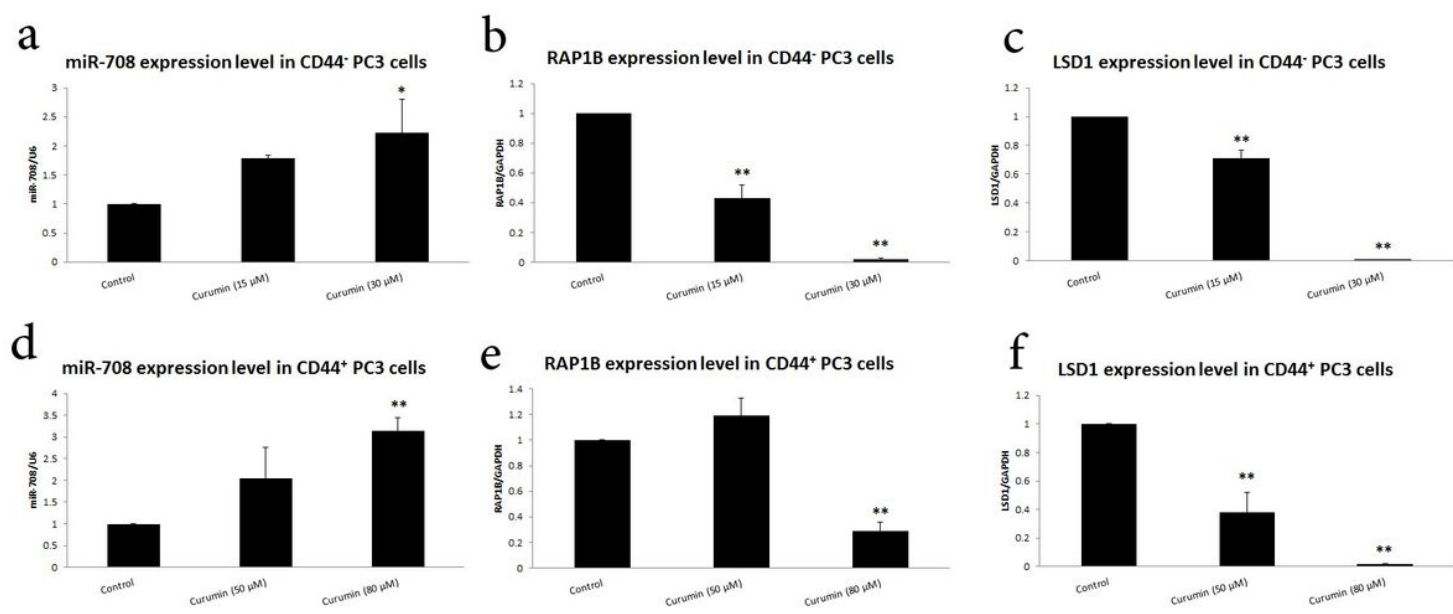 a
miR-708 expression level in CD44- PC3 cells
3
2.5
2
1.5
1
0.5
0
miR-708/U6
*
Control
Curumin (15 µM)
Curumin (30 µM)
b
RAP1B expression level in CD44- PC3 cells
1.2
1
0.8
0.6
0.4
0.2
0
RAP1B/GAPDH
**
**
Control
Curumin (15 µM)
Curumin (30 µM)
c
LSD1 expression level in CD44- PC3 cells
1.2
1
0.8
0.6
0.4
0.2
0
LSD1/GAPDH
**
**
Control
Curumin (15 µM)
Curumin (30 µM)
d
miR-708 expression level in CD44+ PC3 cells
4
3.5
3
2.5
2
1.5
1
0.5
0
miR-708/U6
**
Control
Curumin (50 µM)
Curumin (80 µM)
e
RAP1B expression level in CD44+ PC3 cells
1.4
1.2
1
0.8
0.6
0.4
0.2
0
RAP1B/GAPDH
**
Control
Curumin (50 µM)
Curumin (80 µM)
f
LSD1 expression level in CD44+ PC3 cells
1.2
1
0.8
0.6
0.4
0.2
0
LSD1/GAPDH
**
**
Control
Curumin (50 µM)
Curumin (80 µM)